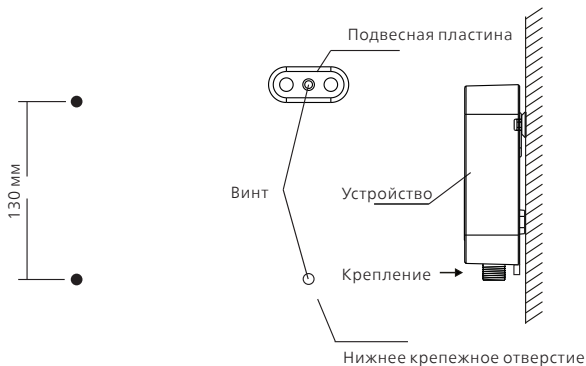 Подвесная пластина
130 мм
Винт
Устройство
Крепление
Нижнее крепежное отверстие